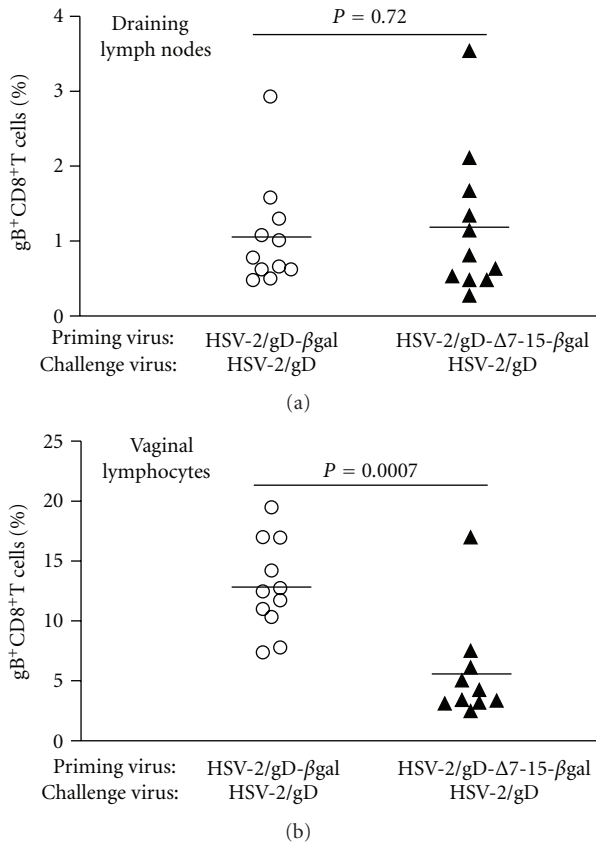 4
3
2
1
0
gB⁺CD8⁺T cells (%)
Draining
lymph nodes
P = 0.72
Priming virus: HSV-2/gD-βgal HSV-2/gD-Δ7-15-βgal
Challenge virus: HSV-2/gD HSV-2/gD
(a)
25
20
15
10
5
0
gB⁺CD8⁺T cells (%)
Vaginal
lymphocytes
P = 0.0007
Priming virus: HSV-2/gD-βgal HSV-2/gD-Δ7-15-βgal
Challenge virus: HSV-2/gD HSV-2/gD
(b)